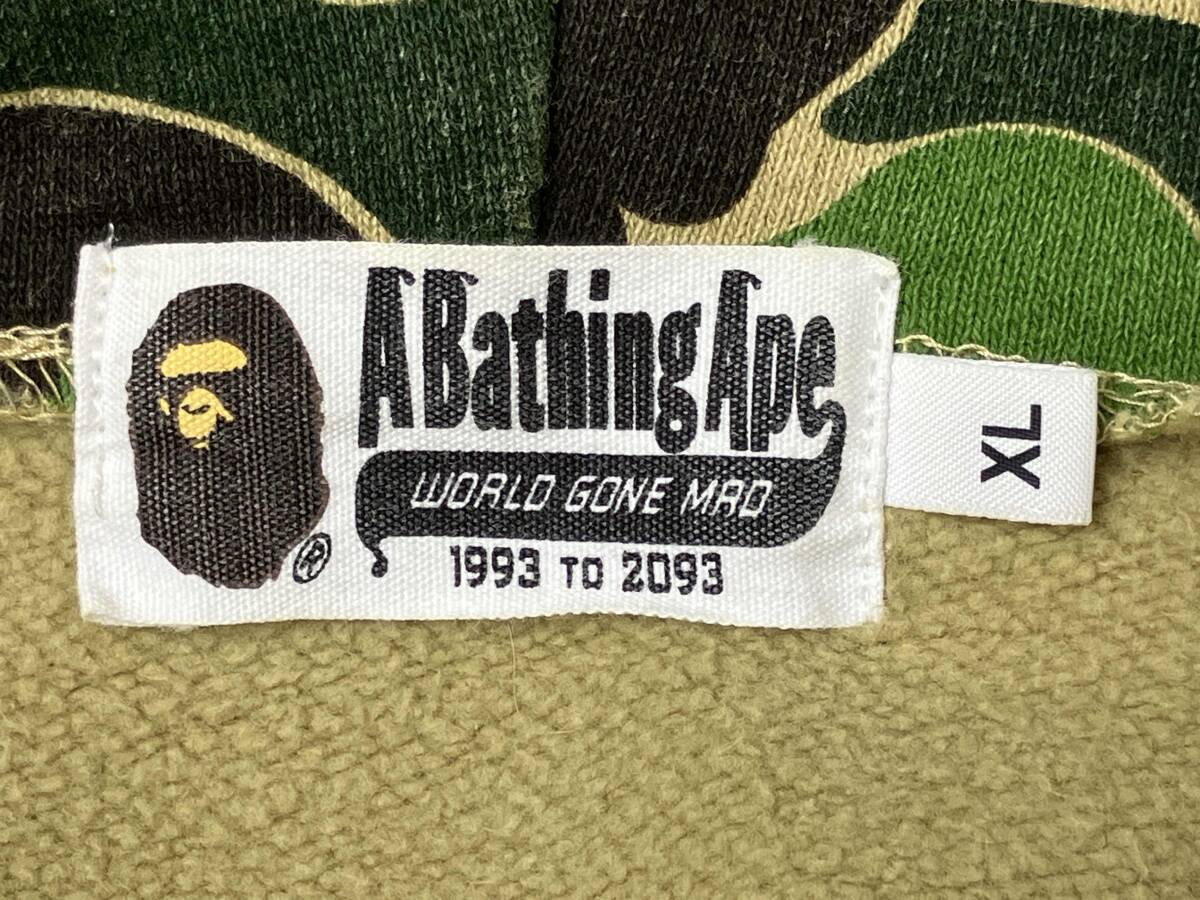 A Bathing Ape
WORLD GONE MAD
1993 TO 2093
®
XL